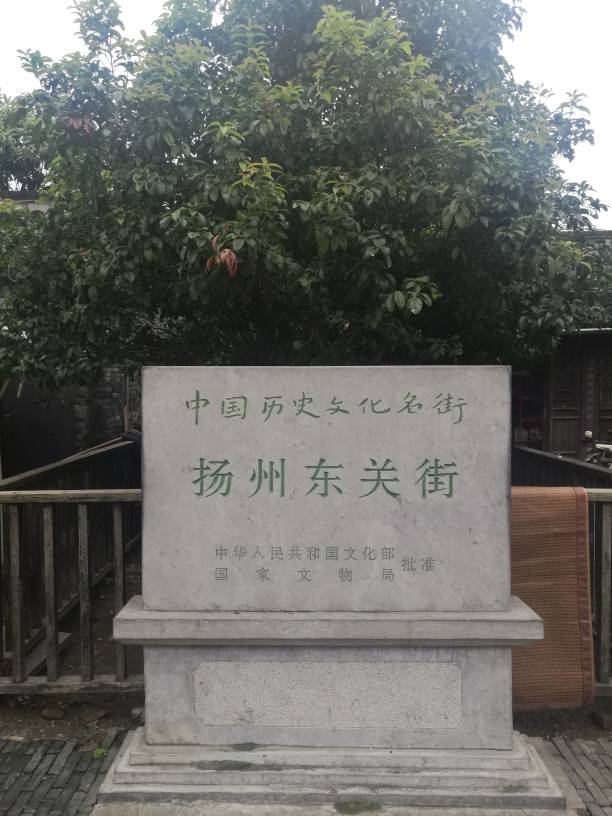 中国历史文化名街
扬州东关街
中华人民共和国文化部
国家文物局
批准